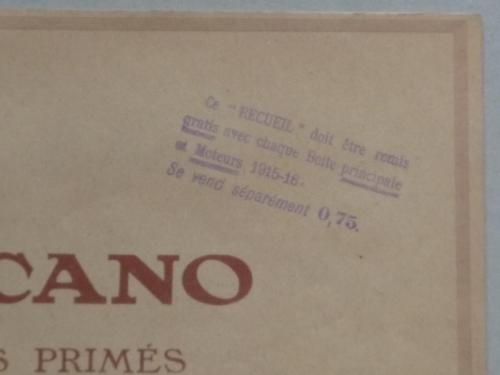 Ce "RECUEIL" doit être remis
gratis avec chaque Boite principale
et Moteurs 1915-16.
Se vend séparément 0,75.
CANO
S PRIMÉS